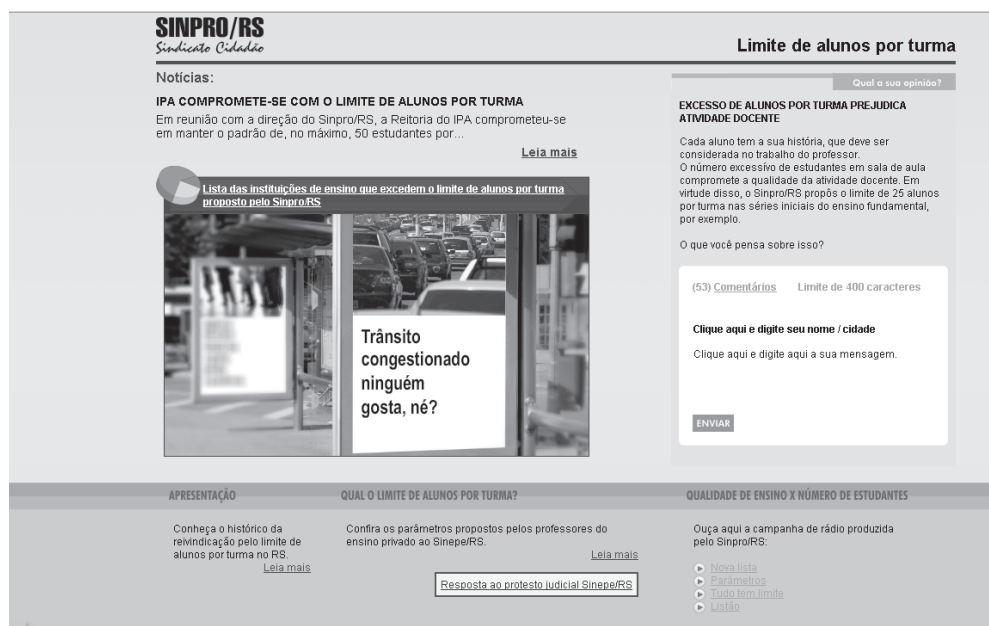 SINPRO/RS
Sindicato Cidadão
Limite de alunos por turma
Notícias:
IPA COMPROMETE-SE COM O LIMITE DE ALUNOS POR TURMA
Em reunião com a direção do Sinpro/RS, a Reitoria do IPA comprometeu-se
em manter o padrão de, no máximo, 50 estudantes por...
Leia mais
Lista das instituições de ensino que excedem o limite de alunos por turma
proposto pelo Sinpro/RS
Trânsito
congestionado
ninguém
gosta, né?
Qual a sua opinião?
EXCESSO DE ALUNOS POR TURMA PREJUDICA
ATIVIDADE DOCENTE
Cada aluno tem a sua história, que deve ser
considerada no trabalho do professor.
O número excessivo de estudantes em sala de aula
compromete a qualidade da atividade docente. Em
virtude disso, o Sinpro/RS propôs o limite de 25 alunos
por turma nas séries iniciais do ensino fundamental,
por exemplo.
O que você pensa sobre isso?
(53) Comentários Limite de 400 caracteres
Clique aqui e digite seu nome / cidade
Clique aqui e digite aqui a sua mensagem.
ENVIAR
APRESENTAÇÃO
Conheça o histórico da
reivindicação pelo limite de
alunos por turma no RS.
Leia mais
QUAL O LIMITE DE ALUNOS POR TURMA?
Confira os parâmetros propostos pelos professores do
ensino privado ao Sinepe/RS.
Leia mais
Resposta ao protesto judicial Sinepe/RS
QUALIDADE DE ENSINO X NÚMERO DE ESTUDANTES
Ouça aqui a campanha de rádio produzida
pelo Sinpro/RS:
Nova lista
Parâmetros
Tudo tem limite
Listão